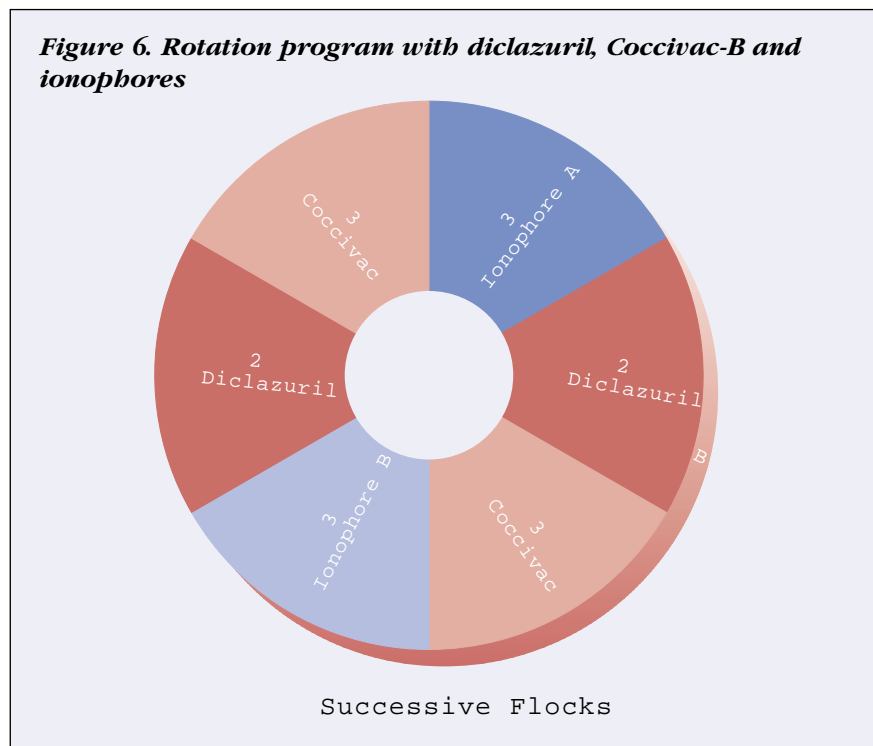 Figure 6. Rotation program with diclazuril, Coccivac-B and
ionophores
3
Coccivac
3
Ionophore A
2
Diclazuril
2
Diclazuril
B
3
Ionophore B
3
Coccivac
Successive Flocks